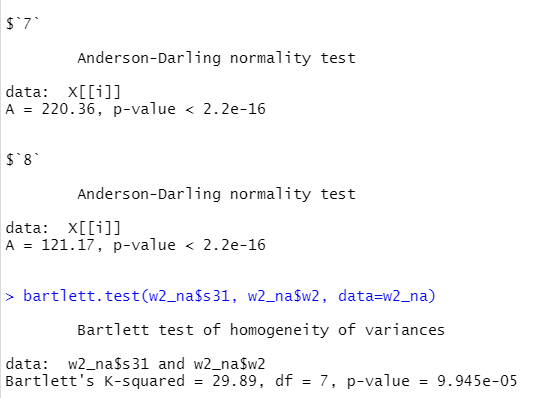 $`7`
Anderson-Darling normality test
data:  X[[i]]
A = 220.36, p-value < 2.2e-16
$`8`
Anderson-Darling normality test
data:  X[[i]]
A = 121.17, p-value < 2.2e-16
> bartlett.test(w2_na$s31, w2_na$w2, data=w2_na)
Bartlett test of homogeneity of variances
data:  w2_na$s31 and w2_na$w2
Bartlett's K-squared = 29.89, df = 7, p-value = 9.945e-05